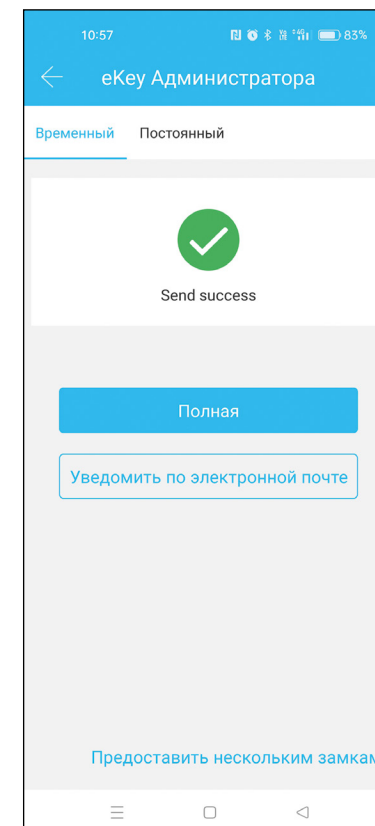 10:57
83%
eKey Администратора
Временный Постоянный
Send success
Полная
Уведомить по электронной почте
Предоставить нескольким замкам